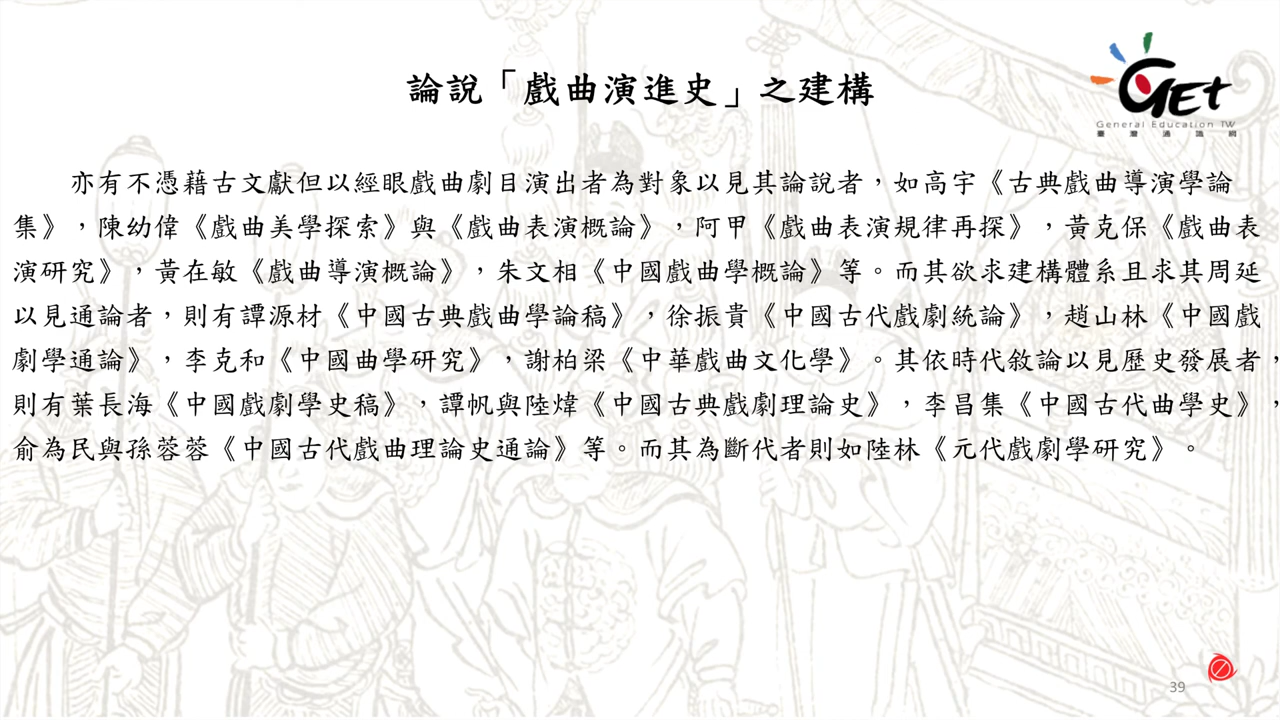 論說「戲曲演進史」之建構
GET
General Education TW
臺灣通識網
亦有不憑藉古文獻但以經眼戲曲劇目演出者為對象以見其論說者，如高宇《古典戲曲導演學論
集》，陳幼偉《戲曲美學探索》與《戲曲表演概論》，阿甲《戲曲表演規律再探》，黃克保《戲曲表
演研究》，黃在敏《戲曲導演概論》，朱文相《中國戲曲學概論》等。而其欲求建構體系且求其周延
以見通論者，則有譚源材《中國古典戲曲學論稿》，徐振貴《中國古代戲劇統論》，趙山林《中國戲
劇學通論》，李克和《中國曲學研究》，謝柏梁《中華戲曲文化學》。其依時代敘論以見歷史發展者，
則有葉長海《中國戲劇學史稿》，譚帆與陸煒《中國古典戲劇理論史》，李昌集《中國古代曲學史》，
俞為民與孫蓉蓉《中國古代戲曲理論史通論》等。而其為斷代者則如陸林《元代戲劇學研究》。
39